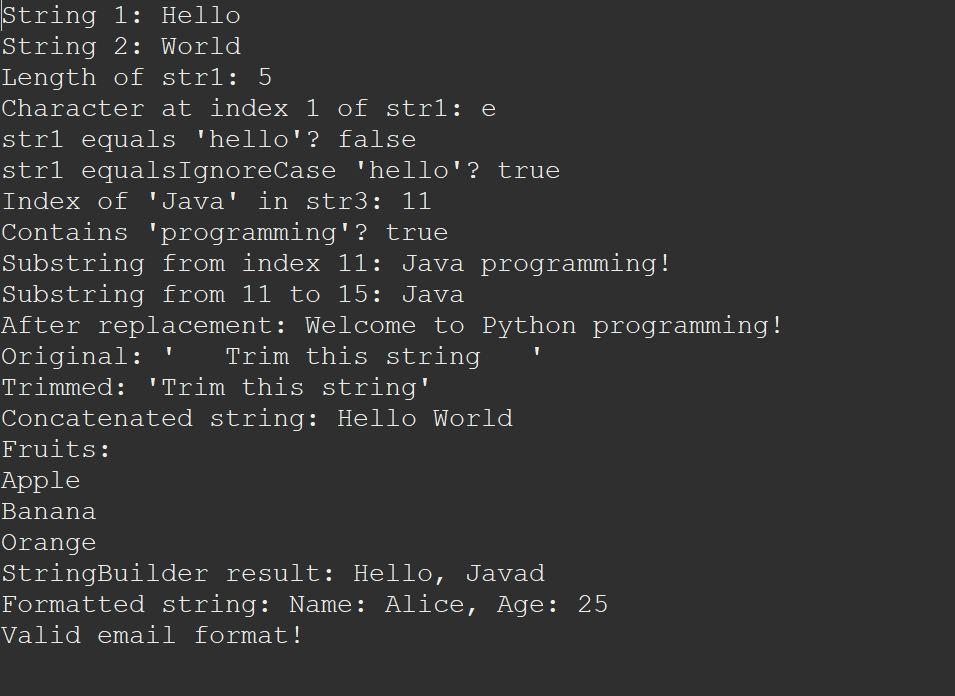 String 1: Hello
String 2: World
Length of str1: 5
Character at index 1 of str1: e
str1 equals 'hello'? false
str1 equalsIgnoreCase 'hello'? true
Index of 'Java' in str3: 11
Contains 'programming'? true
Substring from index 11: Java programming!
Substring from 11 to 15: Java
After replacement: Welcome to Python programming!
Original: '   Trim this string   '
Trimmed: 'Trim this string'
Concatenated string: Hello World
Fruits:
Apple
Banana
Orange
StringBuilder result: Hello, Javad
Formatted string: Name: Alice, Age: 25
Valid email format!